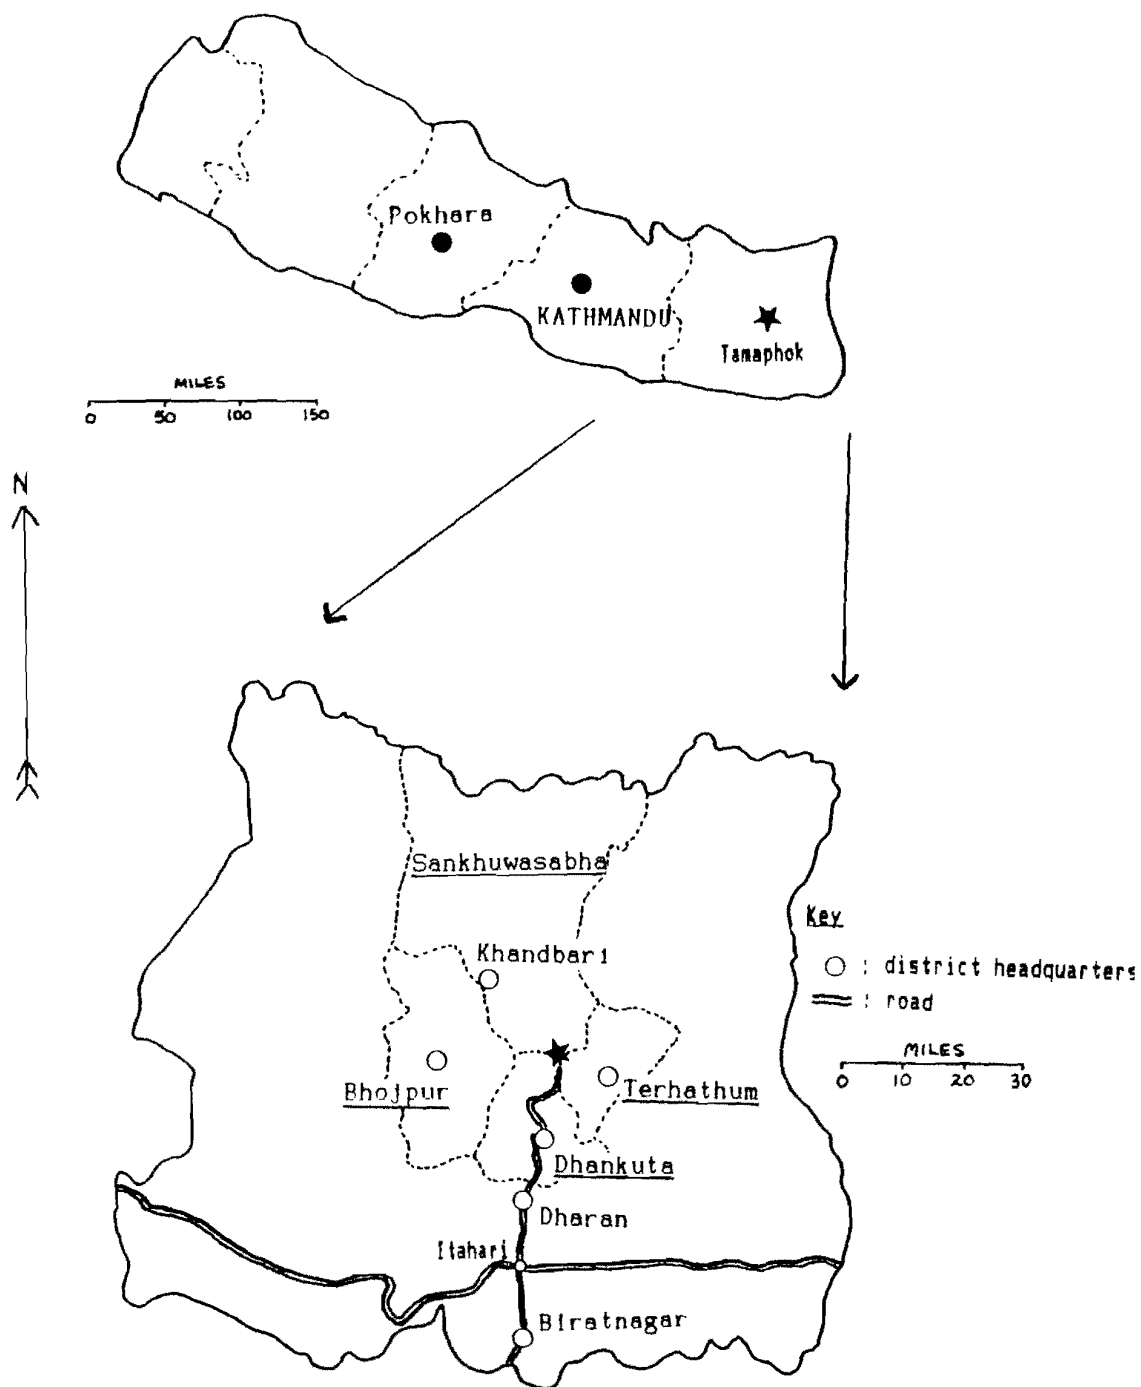 Pokhara
KATHMANDU
Tamaphok
MILES
0 50 100 150
N
Sankhuwasabha
Key
Khandbari
: district headquarters
: road
MILES
0 10 20 30
Bhojpur
Terhathum
Dhankuta
Dharan
Itahari
Biratnagar